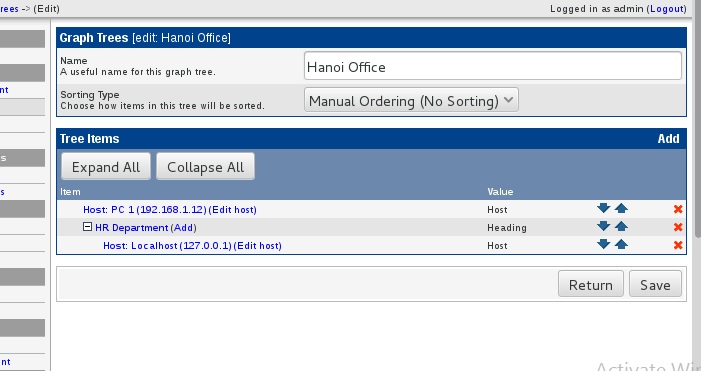 rees -> (Edit)
Logged in as admin (Logout)
Graph Trees [edit: Hanoi Office]
Name
A useful name for this graph tree.
Hanoi Office
Sorting Type
Choose how items in this tree will be sorted.
Manual Ordering (No Sorting)
nt
Tree Items
Add
s
Expand All
Collapse All
s
Item
Value
Host: PC 1 (192.168.1.12) (Edit host)
Host
HR Department (Add)
Heading
Host: Localhost (127.0.0.1) (Edit host)
Host
Return
Save
nt
Activate Wi